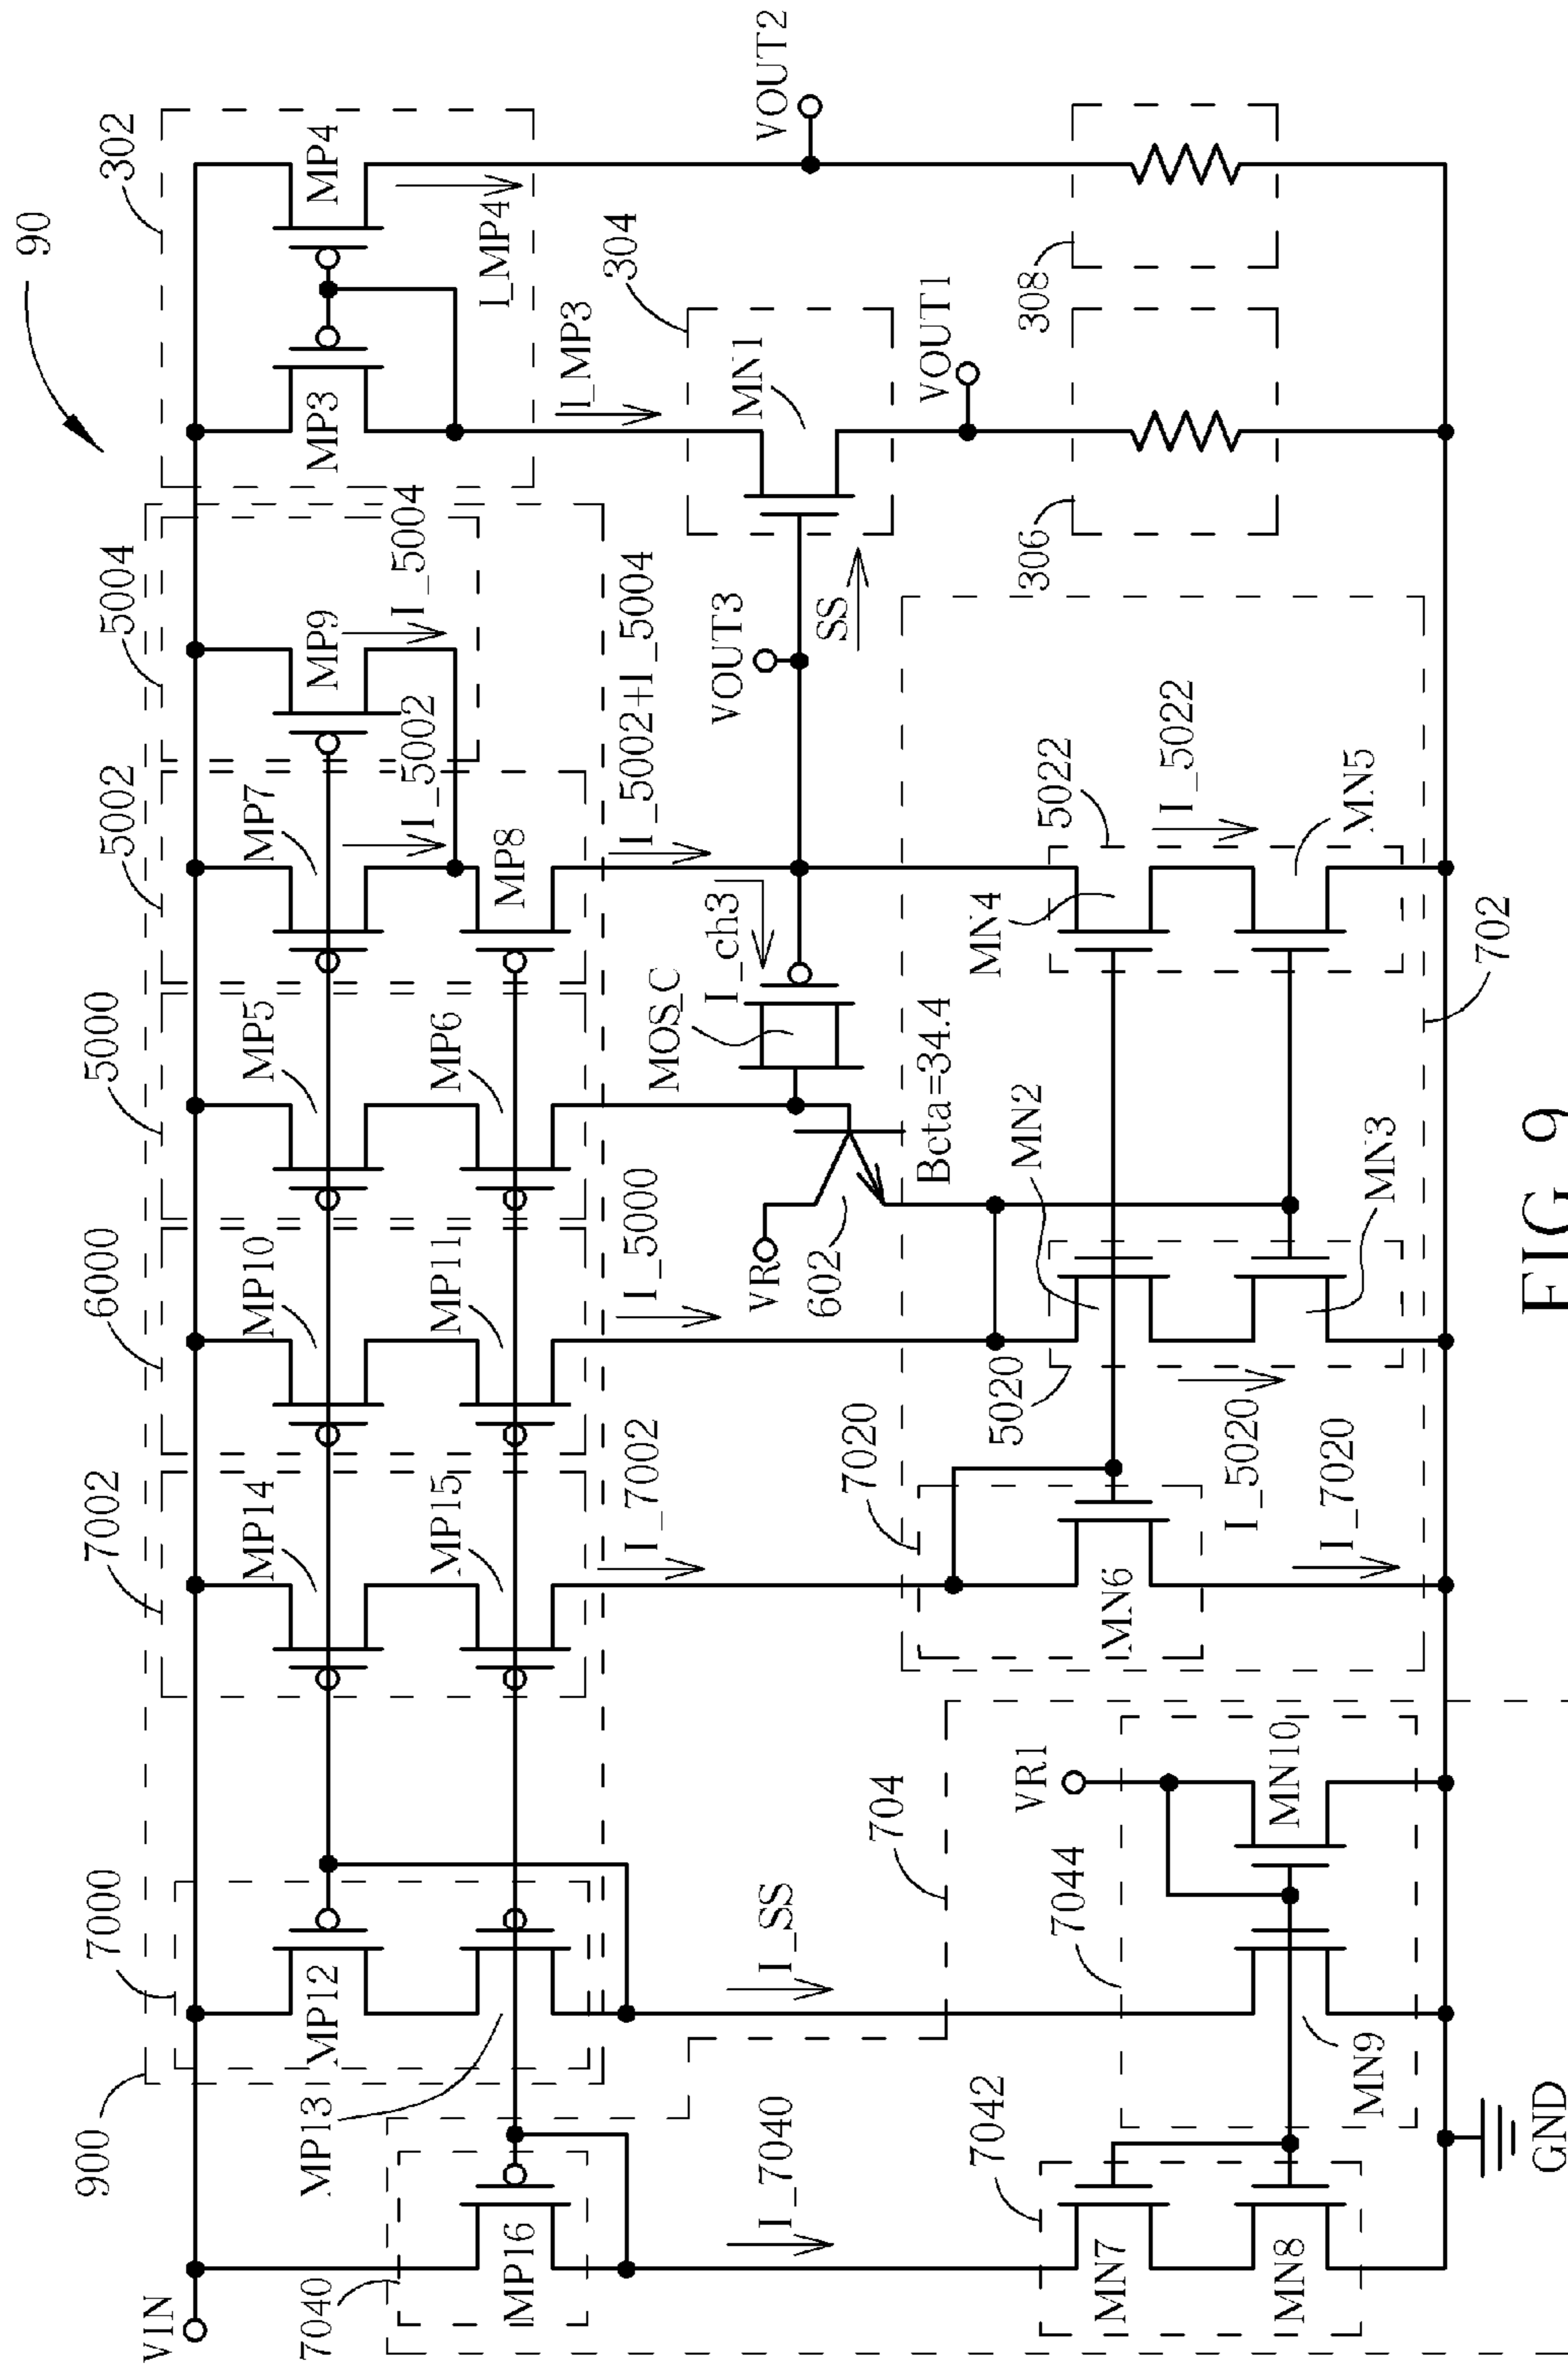 90
302
5004
5002
5000
6000
7002
7000
900
VIN
MP4
MP3
MP9
MP7
MP5
MP10
MP14
MP12
I_MP4
I_5004
I_5002
MP8
MP6
MP11
MP15
MP13
MP16
7040
304
I_MP3
I_5002+I_5004
I_5000
I_7002
I_SS
I_7040
VOUT2
MN1
VOUT3
SS
I_ch3
MOS_C
VR
602
Bcta=34.4
704
VOUT1
308
306
5022
MN4
MN2
5020
7020
VR1
7044
7042
I_5022
MN5
MN3
I_5020
I_7020
MN6
MN10
MN9
MN7
MN8
702
GND
FIG. 9